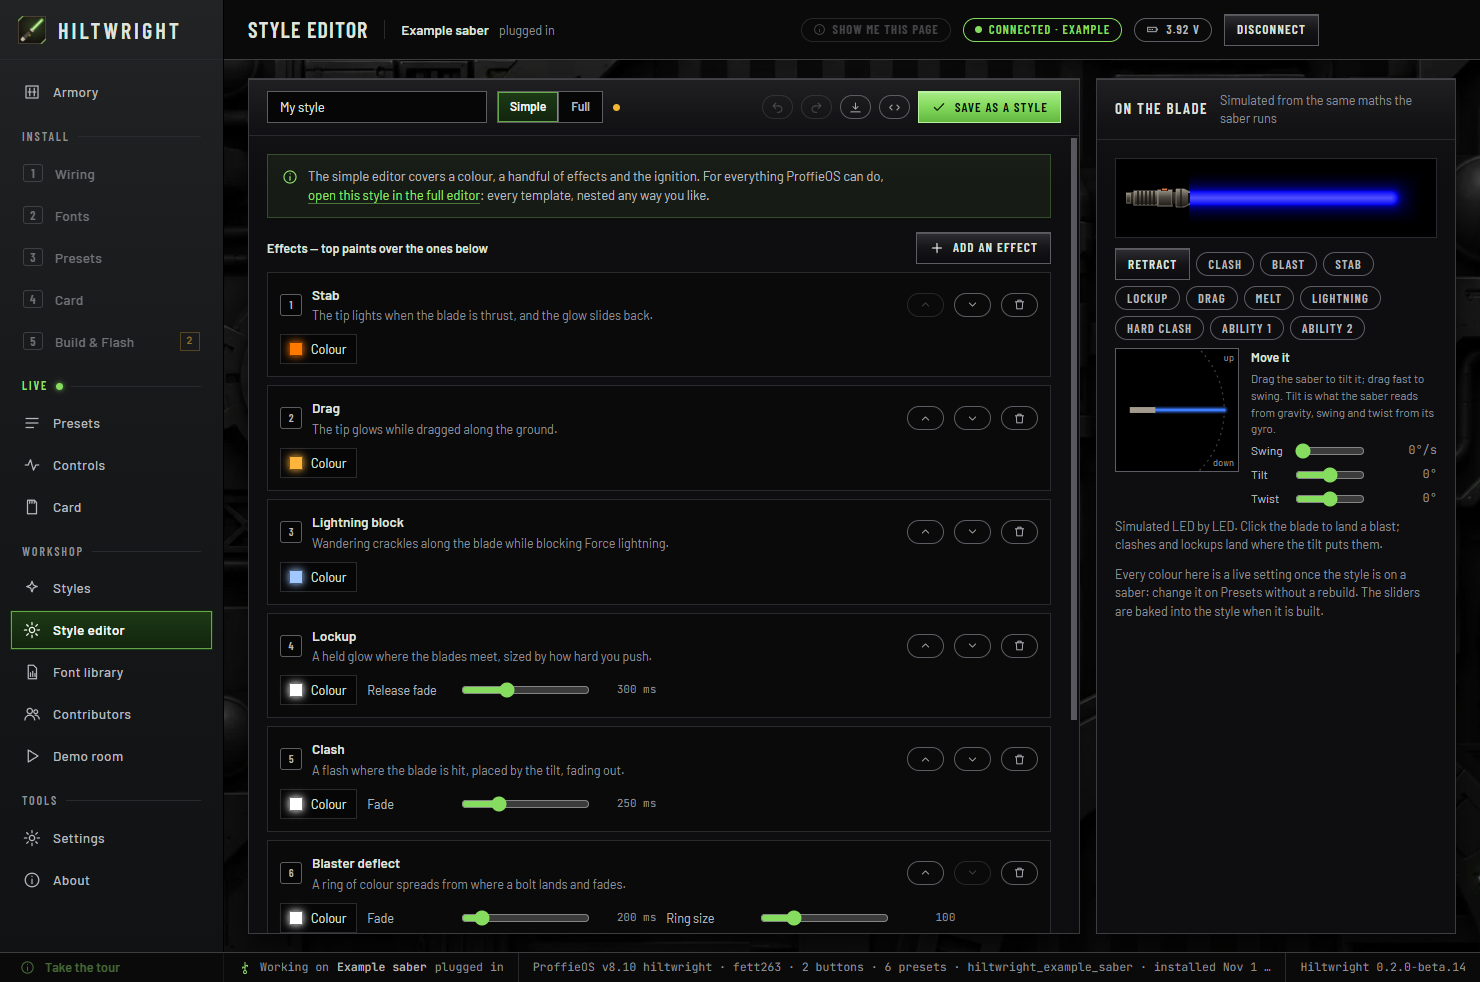 HILTWRIGHT
STYLE EDITOR
Example saber plugged in
SHOW ME THIS PAGE
CONNECTED · EXAMPLE
3.92 V
DISCONNECT
Armory
INSTALL
1 Wiring
2 Fonts
3 Presets
4 Card
5 Build & Flash 2
LIVE
Presets
Controls
Card
WORKSHOP
Styles
Style editor
Font library
Contributors
Demo room
TOOLS
Settings
About
Take the tour
My style
Simple Full
SAVE AS A STYLE
The simple editor covers a colour, a handful of effects and the ignition. For everything ProffieOS can do,
open this style in the full editor: every template, nested any way you like.
Effects — top paints over the ones below
ADD AN EFFECT
1 Stab
The tip lights when the blade is thrust, and the glow slides back.
Colour
2 Drag
The tip glows while dragged along the ground.
Colour
3 Lightning block
Wandering crackles along the blade while blocking Force lightning.
Colour
4 Lockup
A held glow where the blades meet, sized by how hard you push.
Colour Release fade 300 ms
5 Clash
A flash where the blade is hit, placed by the tilt, fading out.
Colour Fade 250 ms
6 Blaster deflect
A ring of colour spreads from where a bolt lands and fades.
Colour Fade 200 ms Ring size 100
ON THE BLADE
Simulated from the same maths the
saber runs
RETRACT CLASH BLAST STAB
LOCKUP DRAG MELT LIGHTNING
HARD CLASH ABILITY 1 ABILITY 2
up
down
Move it
Drag the saber to tilt it; drag fast to
swing. Tilt is what the saber reads
from gravity, swing and twist from its
gyro.
Swing 0°/s
Tilt 0°
Twist 0°
Simulated LED by LED. Click the blade to land a blast;
clashes and lockups land where the tilt puts them.
Every colour here is a live setting once the style is on a
saber: change it on Presets without a rebuild. The sliders
are baked into the style when it is built.
Working on Example saber plugged in
ProffieOS v8.10 hiltwright · fett263 · 2 buttons · 6 presets · hiltwright_example_saber · installed Nov 1 …
Hiltwright 0.2.0-beta.14